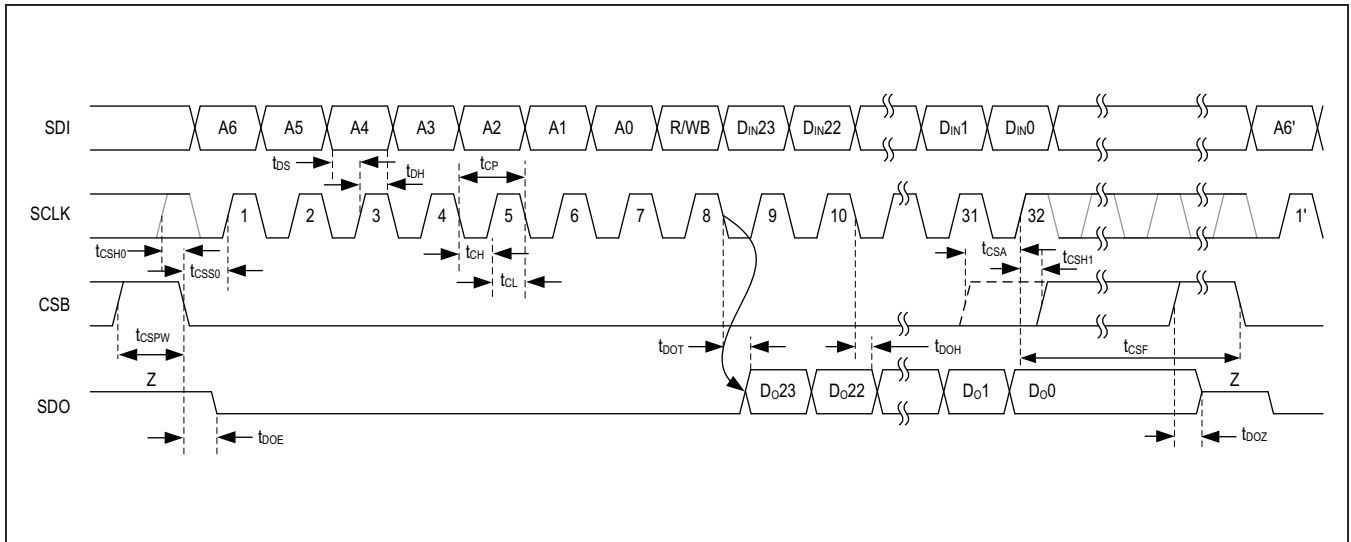 SDI A6 A5 A4 A3 A2 A1 A0 R/WB DIN23 DIN22 DIN1 DIN0 A6'
tDS tDH tCP
SCLK 1 2 3 4 5 6 7 8 9 10 31 32 1'
tCSH0 tCSS0 tCH tCL tCSA tCSH1
CSB
tCSPW tDOT tDOH tCSF
Z Z
SDO DO23 DO22 DO1 DO0
tDOE tDOZ